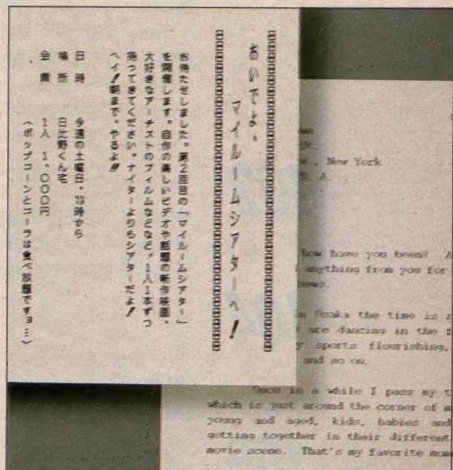 おいでよ、
マイルームシアターへ!
お待たせしました。第2回目の「マイルームシアター」
を開催します。自作の楽しいビデオや話題の新作映画、
大好きなアーチストのフィルムなどなど、1人1本ずつ
持ってきてください。ナイターよりもシアターだよ!
ヘイ!朝まで、やるよ!!
日 時 今週の土曜日・19時から
場 所 日比野くん宅
会 費 1人 1,000円
(ポップコーンとコーラは食べ放題ですョ…)
New York
how have you been? A
anything from you for
news.
Osaka the time is
are dancing in the f
sports flourishing,
and so on.
Once in a while I pass my t
which is just around the corner of m
young and aged, kids, babies and
getting together in their different
movie scene. That's my favorite mom